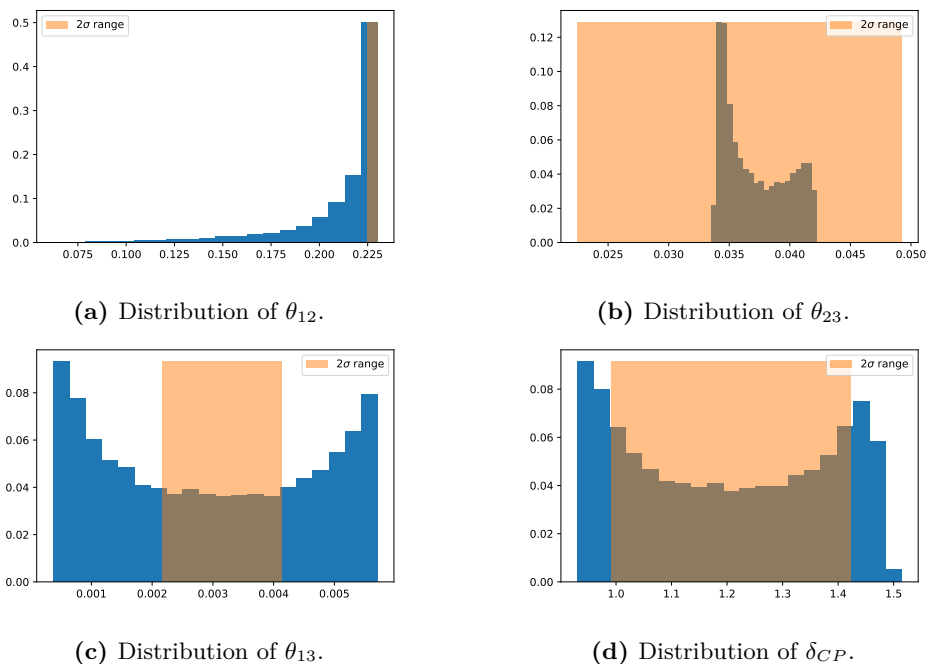 0.5
0.4
0.3
0.2
0.1
0.0
2σ range
0.075 0.100 0.125 0.150 0.175 0.200 0.225
(a) Distribution of θ12.
0.12
0.10
0.08
0.06
0.04
0.02
0.00
2σ range
0.025 0.030 0.035 0.040 0.045 0.050
(b) Distribution of θ23.
0.08
0.06
0.04
0.02
0.00
2σ range
0.001 0.002 0.003 0.004 0.005
(c) Distribution of θ13.
0.08
0.06
0.04
0.02
0.00
2σ range
1.0 1.1 1.2 1.3 1.4 1.5
(d) Distribution of δCP.